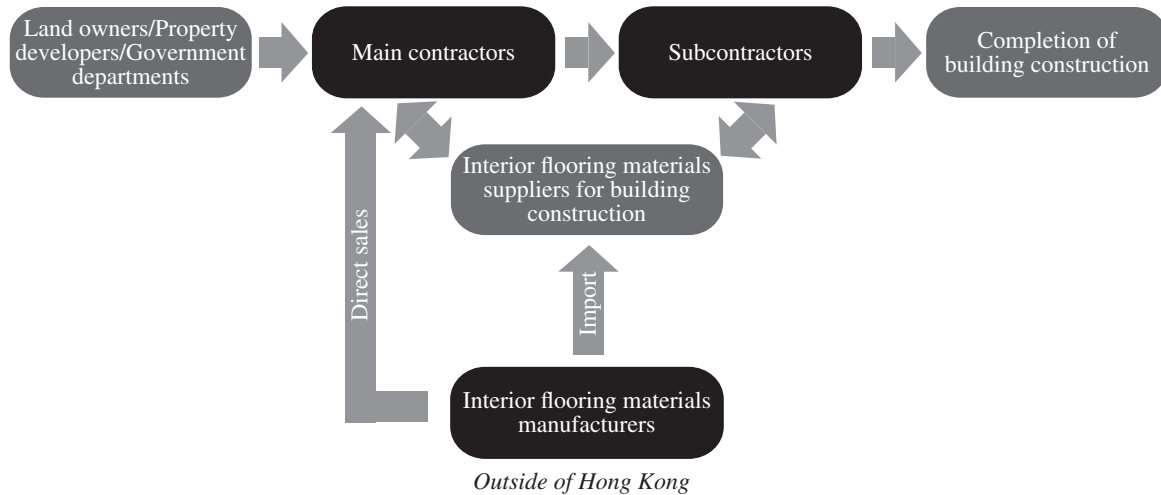 Land owners/Property
developers/Government
departments
Main contractors
Subcontractors
Completion of
building construction
Interior flooring materials
suppliers for building
construction
Direct sales
Import
Interior flooring materials
manufacturers
Outside of Hong Kong